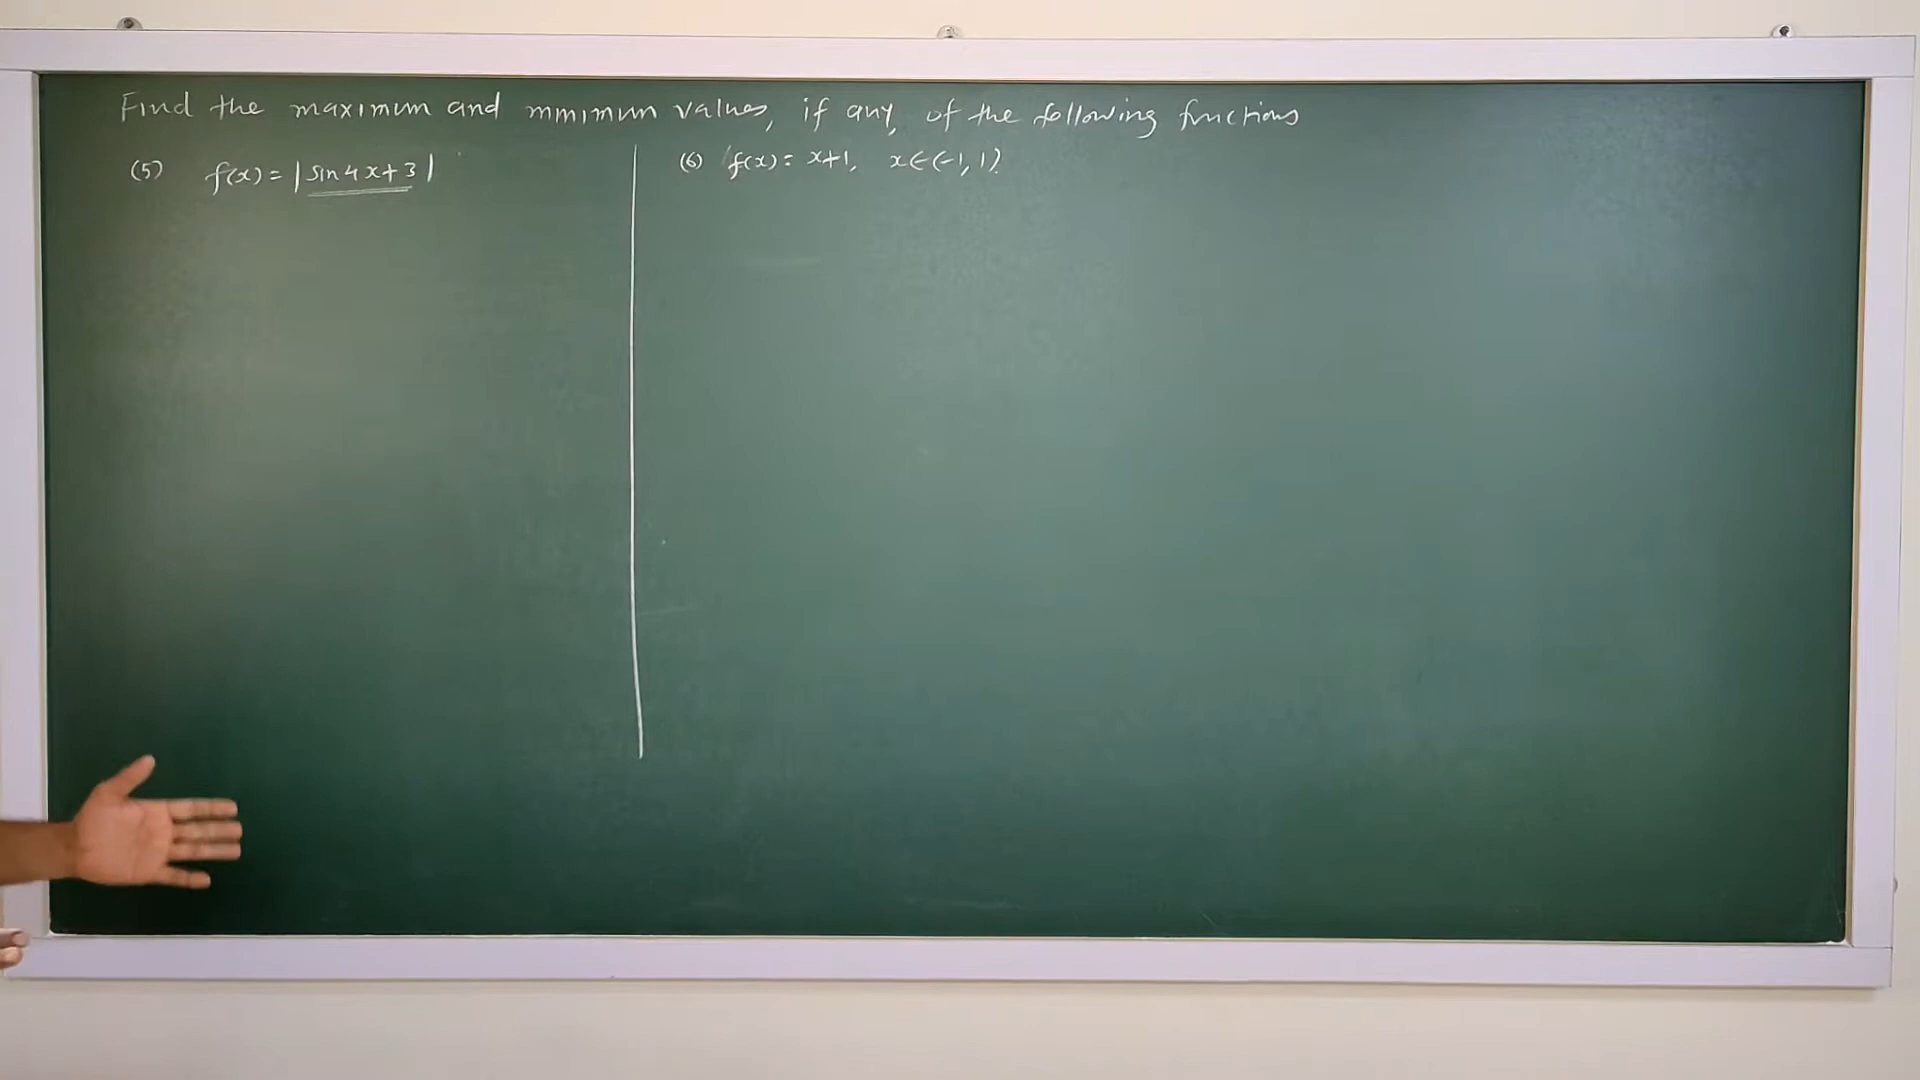 Find the maximum and minimum values, if any, of the following functions
(5) f(x) = |sin 4x + 3|
(6) f(x) = x+1, x ∈ (-1, 1)